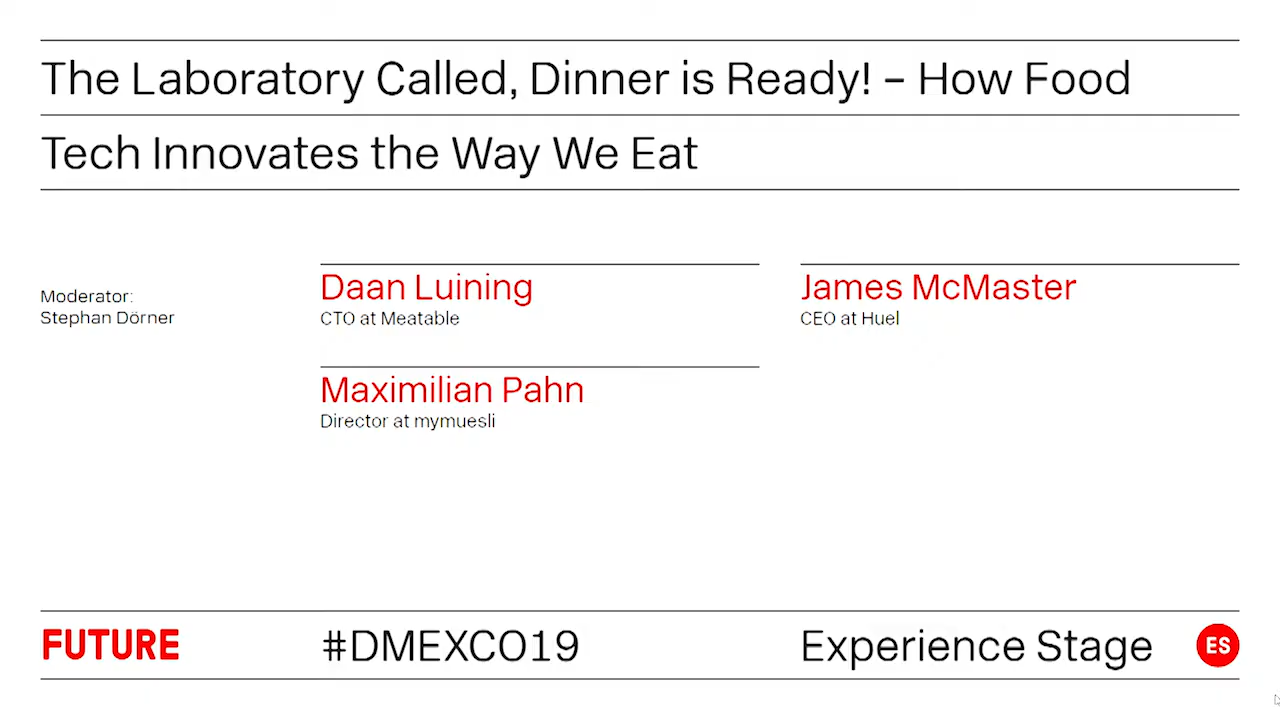 The Laboratory Called, Dinner is Ready! – How Food
Tech Innovates the Way We Eat
Moderator:
Stephan Dörner
Daan Luining
CTO at Meatable
James McMaster
CEO at Huel
Maximilian Pahn
Director at mymuesli
FUTURE
#DMEXCO19
Experience Stage
ES